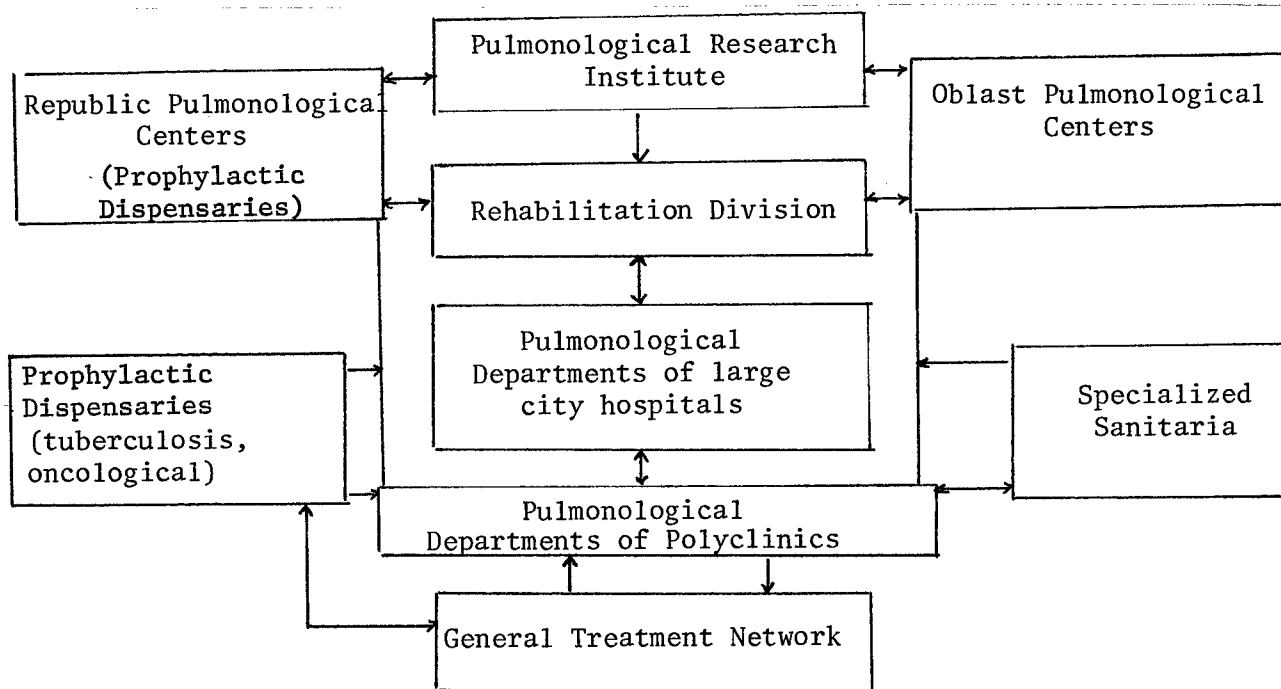 Pulmonological Research
Institute
Republic Pulmonological
Centers
(Prophylactic
Dispensaries)
Oblast Pulmonological
Centers
Rehabilitation Division
Pulmonological
Departments of large
city hospitals
Prophylactic
Dispensaries
(tuberculosis,
oncological)
Specialized
Sanitaria
Pulmonological
Departments of Polyclinics
General Treatment Network